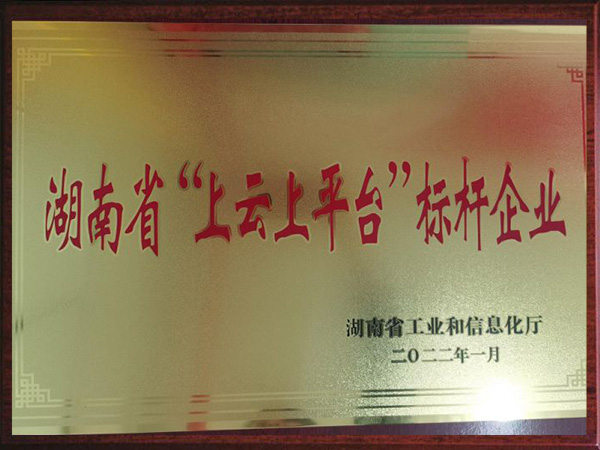 湖南省“上云上平台”标杆企业
湖南省工业和信息化厅
二〇二二年一月